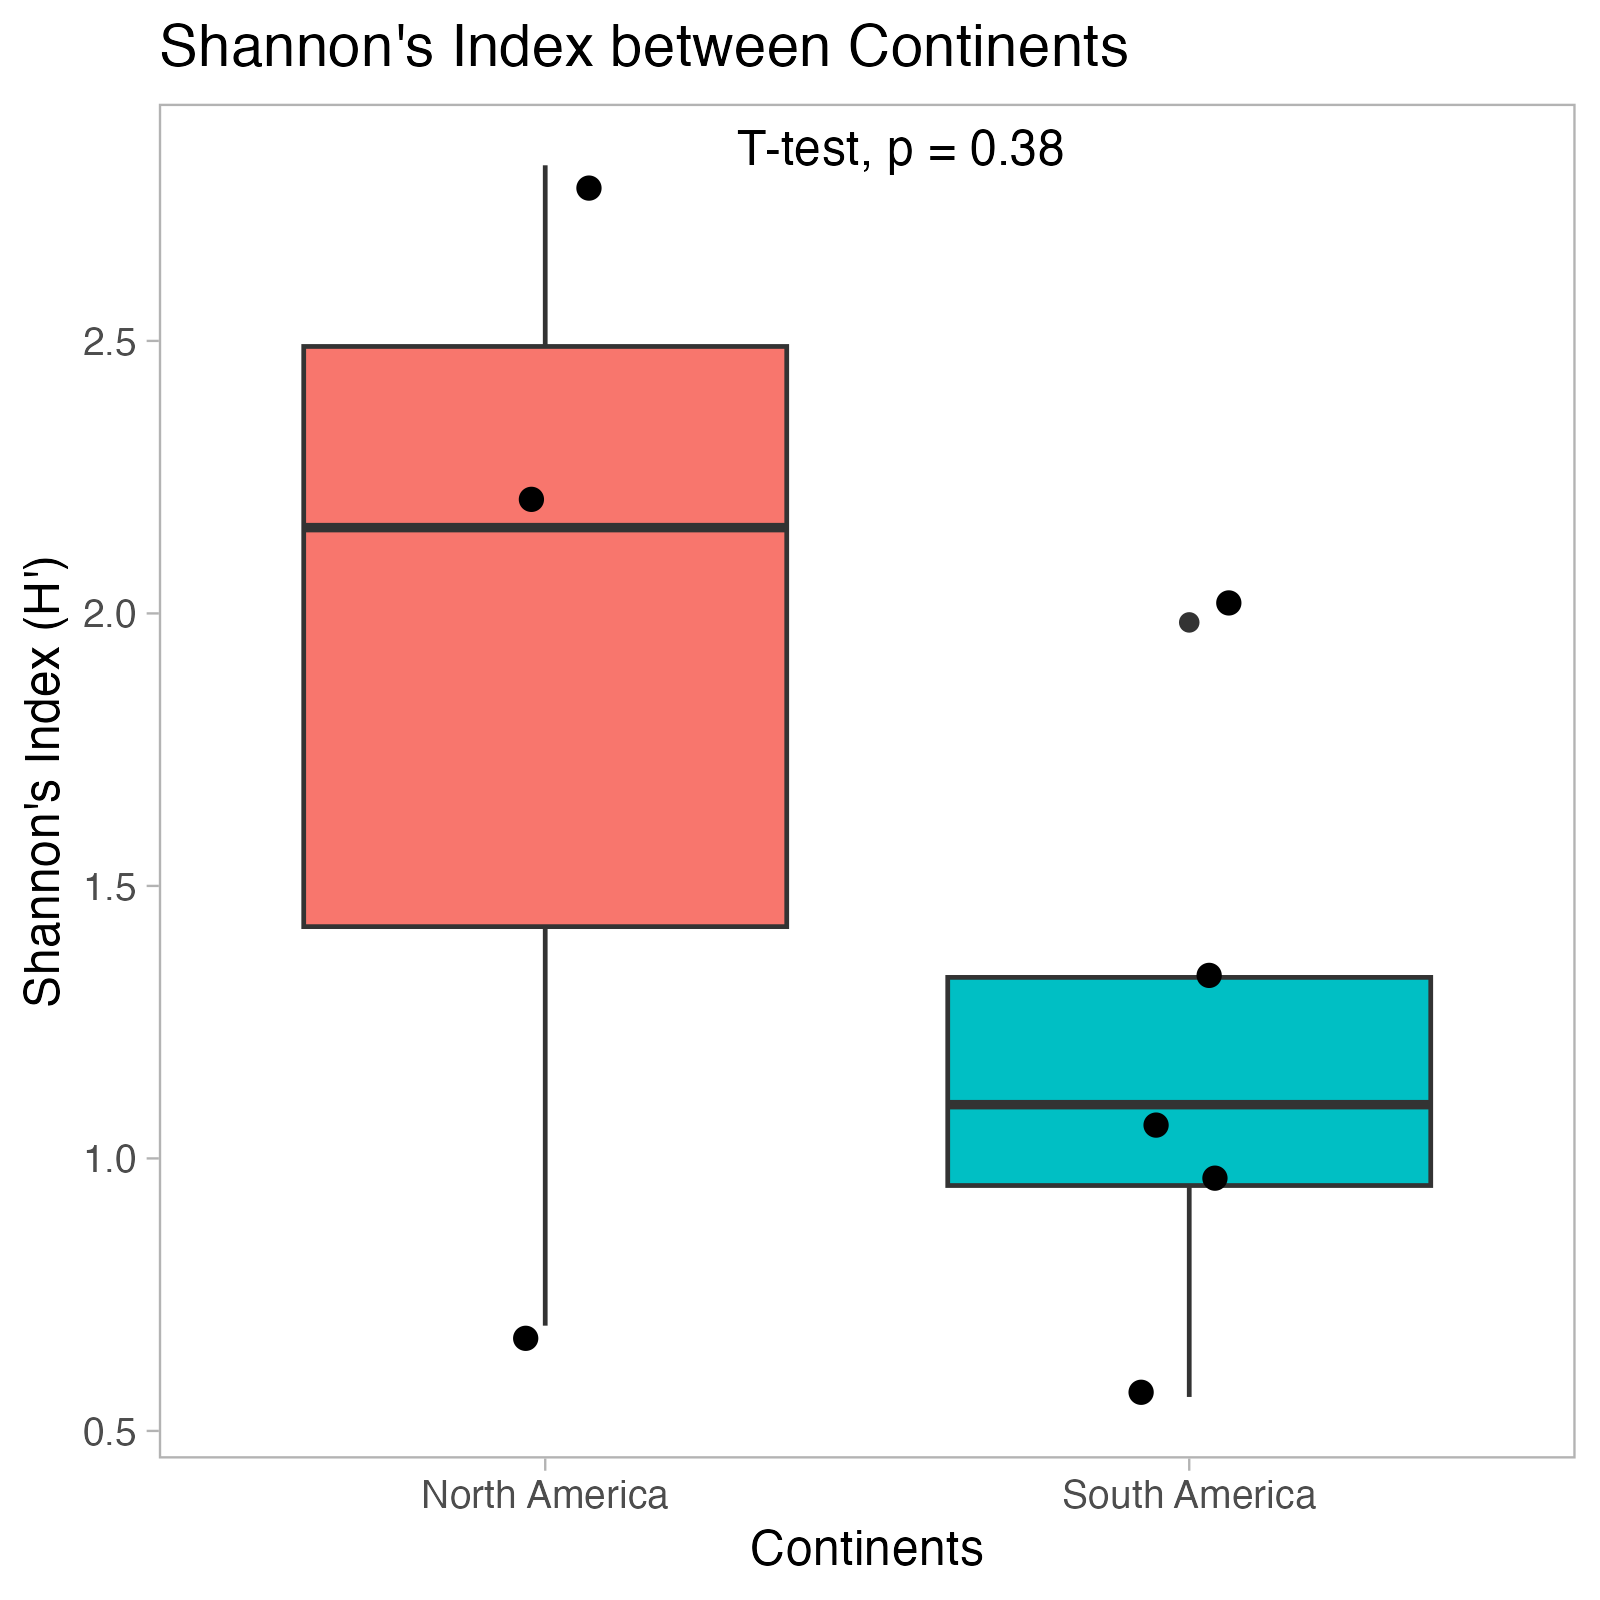 Shannon's Index between Continents
T-test, p = 0.38
Shannon's Index (H')
2.5
2.0
1.5
1.0
0.5
North America
South America
Continents